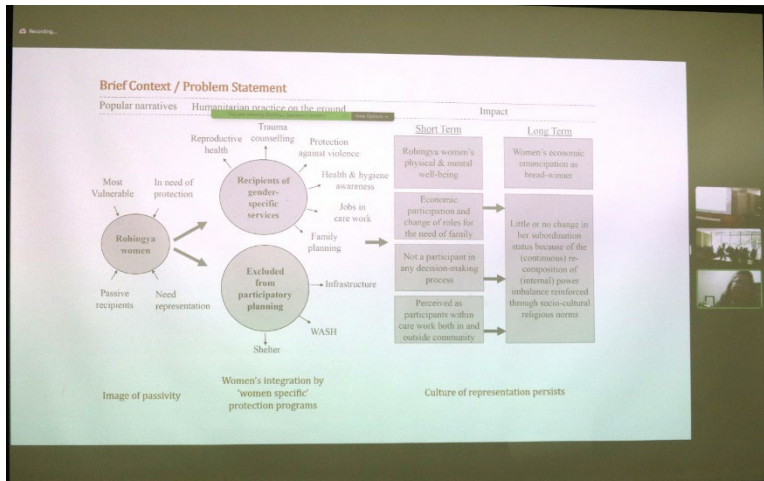 Recording...
Brief Context / Problem Statement
Popular narratives
Humanitarian practice on the ground
Impact
View Options
Short Term
Long Term
Most
Vulnerable
In need of
protection
Rohingya
women
Passive
recipients
Need
representation
Reproductive
health
Trauma
counselling
Protection
against violence
Health & hygiene
awareness
Jobs in
care work
Family
planning
Recipients of
gender-
specific
services
Excluded
from
participatory
planning
Infrastructure
WASH
Shelter
Rohingya women's
physical & mental
well-being
Economic
participation and
change of roles for
the need of family
Not a participant in
any decision-making
process
Perceived as
participants within
care work both in and
outside community
Women's economic
emancipation as
bread-winner
Little or no change in
her subordination
status because of the
(continuous) re-
composition of
(internal) power
imbalance reinforced
through socio-cultural
religious norms
Image of passivity
Women's integration by
'women specific'
protection programs
Culture of representation persists